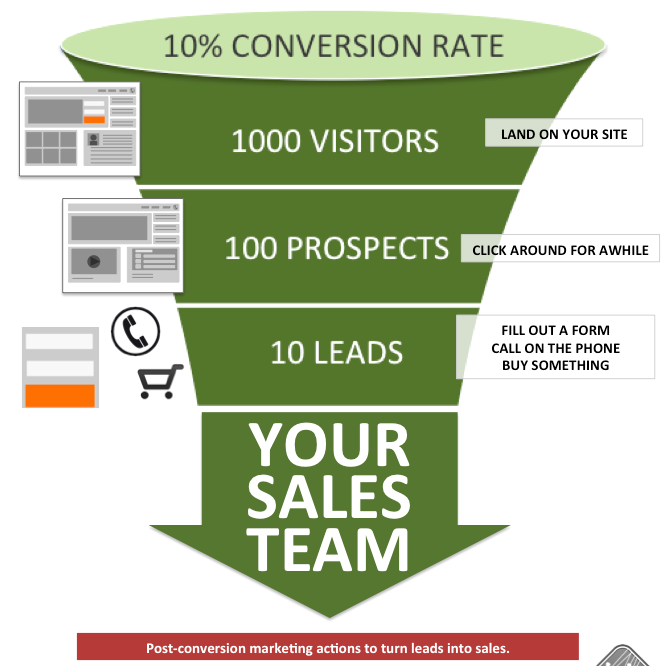 10% CONVERSION RATE
1000 VISITORS
LAND ON YOUR SITE
100 PROSPECTS
CLICK AROUND FOR AWHILE
10 LEADS
FILL OUT A FORM
CALL ON THE PHONE
BUY SOMETHING
YOUR
SALES
TEAM
Post-conversion marketing actions to turn leads into sales.